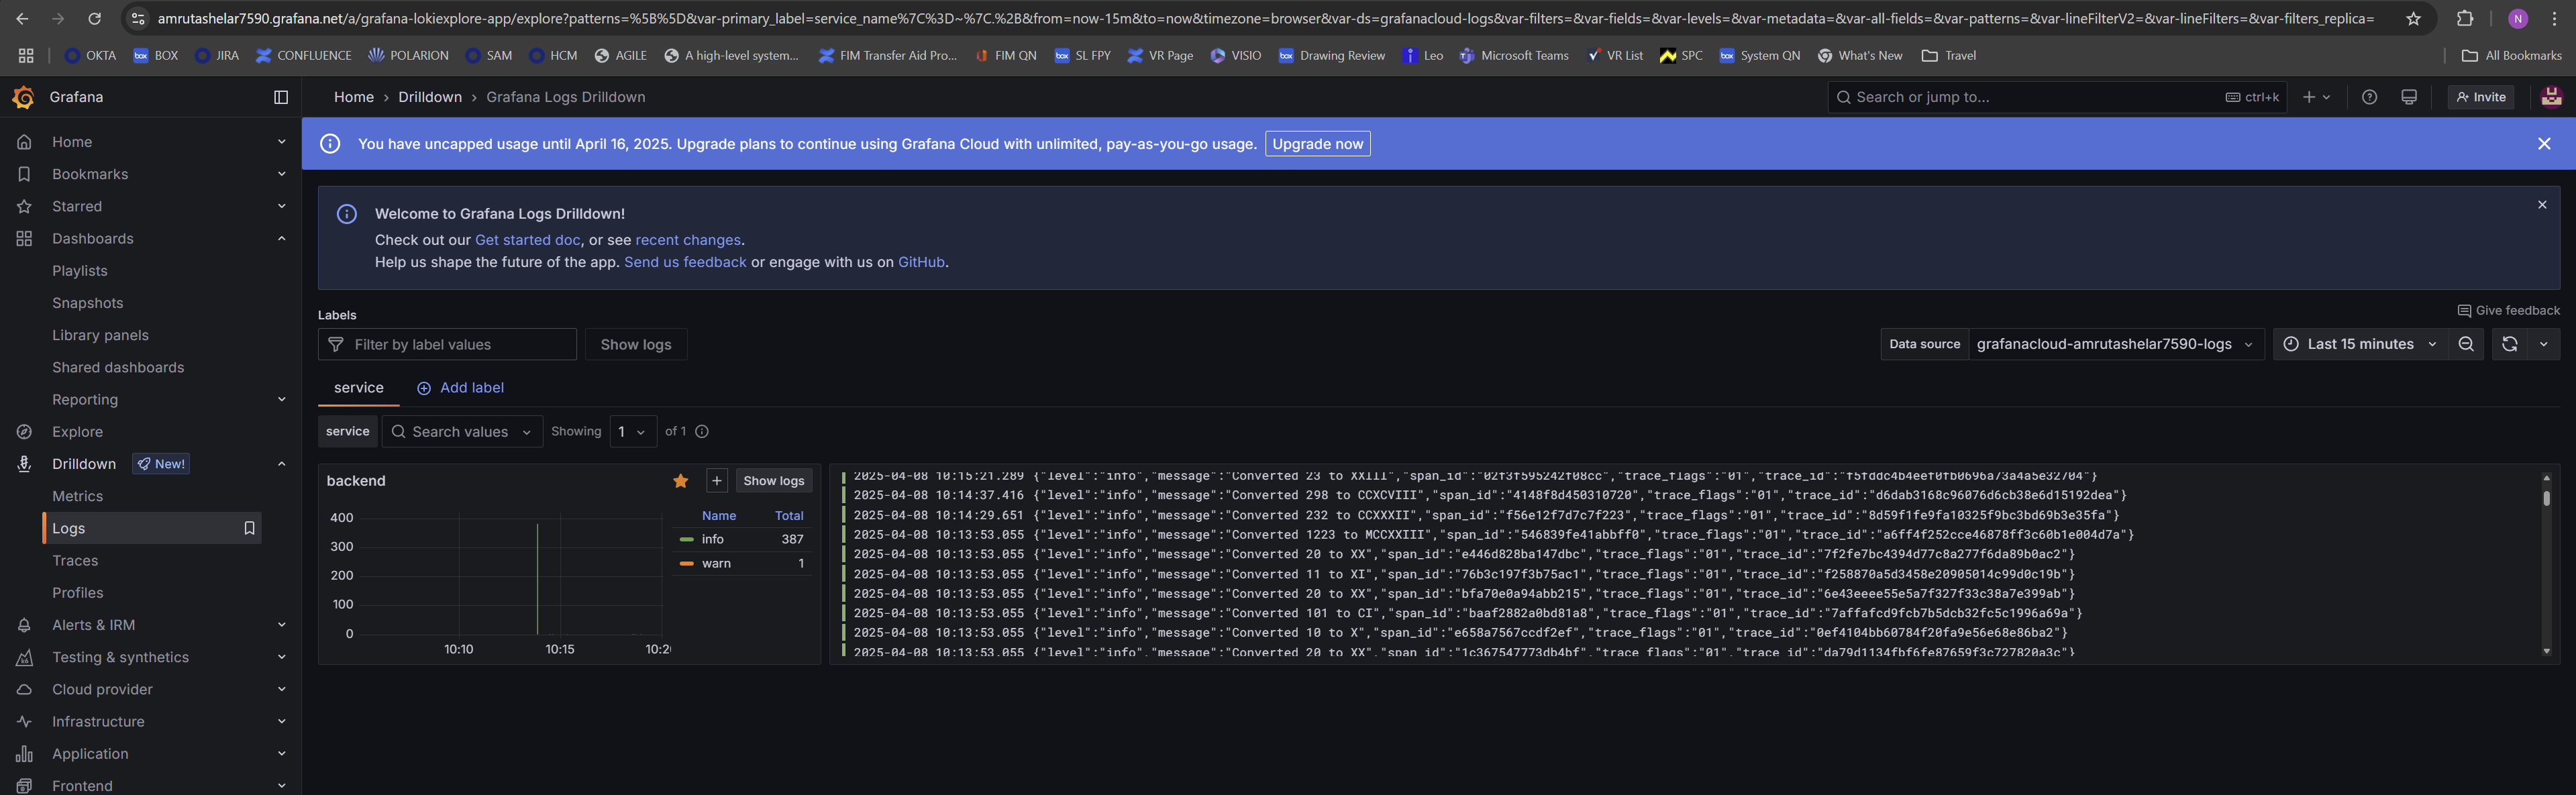 amrutashelar7590.grafana.net/a/grafana-lokiexplore-app/explore?patterns=%5B%5D&var-primary_label=service_name%7C%3D~%7C.%2B&from=now-15m&to=now&timezone=browser&var-ds=grafanacloud-logs&var-filters=&var-fields=&var-levels=&var-metadata=&var-all-fields=&var-patterns=&var-lineFilterV2=&var-lineFilters=&var-filters_replica=
N
OKTA box BOX JIRA CONFLUENCE POLARION SAM HCM AGILE A high-level system... FIM Transfer Aid Pro... FIM QN box SL FPY VR Page VISIO box Drawing Review Leo Microsoft Teams VR List SPC box System QN What's New Travel All Bookmarks
Grafana
Home › Drilldown › Grafana Logs Drilldown
Search or jump to... ctrl+k
Invite
Home
Bookmarks
Starred
Dashboards
Playlists
Snapshots
Library panels
Shared dashboards
Reporting
Explore
Drilldown New!
Metrics
Logs
Traces
Profiles
Alerts & IRM
Testing & synthetics
Cloud provider
Infrastructure
Application
Frontend
You have uncapped usage until April 16, 2025. Upgrade plans to continue using Grafana Cloud with unlimited, pay-as-you-go usage. Upgrade now
Welcome to Grafana Logs Drilldown!
Check out our Get started doc, or see recent changes.
Help us shape the future of the app. Send us feedback or engage with us on GitHub.
Give feedback
Labels
Filter by label values Show logs
Data source grafanacloud-amrutashelar7590-logs Last 15 minutes
service Add label
service Search values Showing 1 of 1
backend Show logs
400
300
200
100
0
10:10 10:15 10:20
Name Total
info 387
warn 1
2025-04-08 10:15:21.289 {"level":"info","message":"Converted 23 to XXIII","span_id":"02f3f595242f08cc","trace_flags":"01","trace_id":"f5fddc4b4eef0fb0696a73a4a5e32704"}
2025-04-08 10:14:37.416 {"level":"info","message":"Converted 298 to CCXCVIII","span_id":"4148f8d450310720","trace_flags":"01","trace_id":"d6dab3168c96076d6cb38e6d15192dea"}
2025-04-08 10:14:29.651 {"level":"info","message":"Converted 232 to CCXXXII","span_id":"f56e12f7d7c7f223","trace_flags":"01","trace_id":"8d59f1fe9fa10325f9bc3bd69b3e35fa"}
2025-04-08 10:13:53.055 {"level":"info","message":"Converted 1223 to MCCXXIII","span_id":"546839fe41abbff0","trace_flags":"01","trace_id":"a6ff4f252cce46878ff3c60b1e004d7a"}
2025-04-08 10:13:53.055 {"level":"info","message":"Converted 20 to XX","span_id":"e446d828ba147dbc","trace_flags":"01","trace_id":"7f2fe7bc4394d77c8a277f6da89b0ac2"}
2025-04-08 10:13:53.055 {"level":"info","message":"Converted 11 to XI","span_id":"76b3c197f3b75ac1","trace_flags":"01","trace_id":"f258870a5d3458e20905014c99d0c19b"}
2025-04-08 10:13:53.055 {"level":"info","message":"Converted 20 to XX","span_id":"bfa70e0a94abb215","trace_flags":"01","trace_id":"6e43eeee55e5a7f327f33c38a7e399ab"}
2025-04-08 10:13:53.055 {"level":"info","message":"Converted 101 to CI","span_id":"baaf2882a0bd81a8","trace_flags":"01","trace_id":"7affafcd9fcb7b5dcb32fc5c1996a69a"}
2025-04-08 10:13:53.055 {"level":"info","message":"Converted 10 to X","span_id":"e658a7567ccdf2ef","trace_flags":"01","trace_id":"0ef4104bb60784f20fa9e56e68e86ba2"}
2025-04-08 10:13:53.055 {"level":"info","message":"Converted 20 to XX","span_id":"1c367547773db4bf","trace_flags":"01","trace_id":"da79d1134fbf6fe87659f3c727820a3c"}